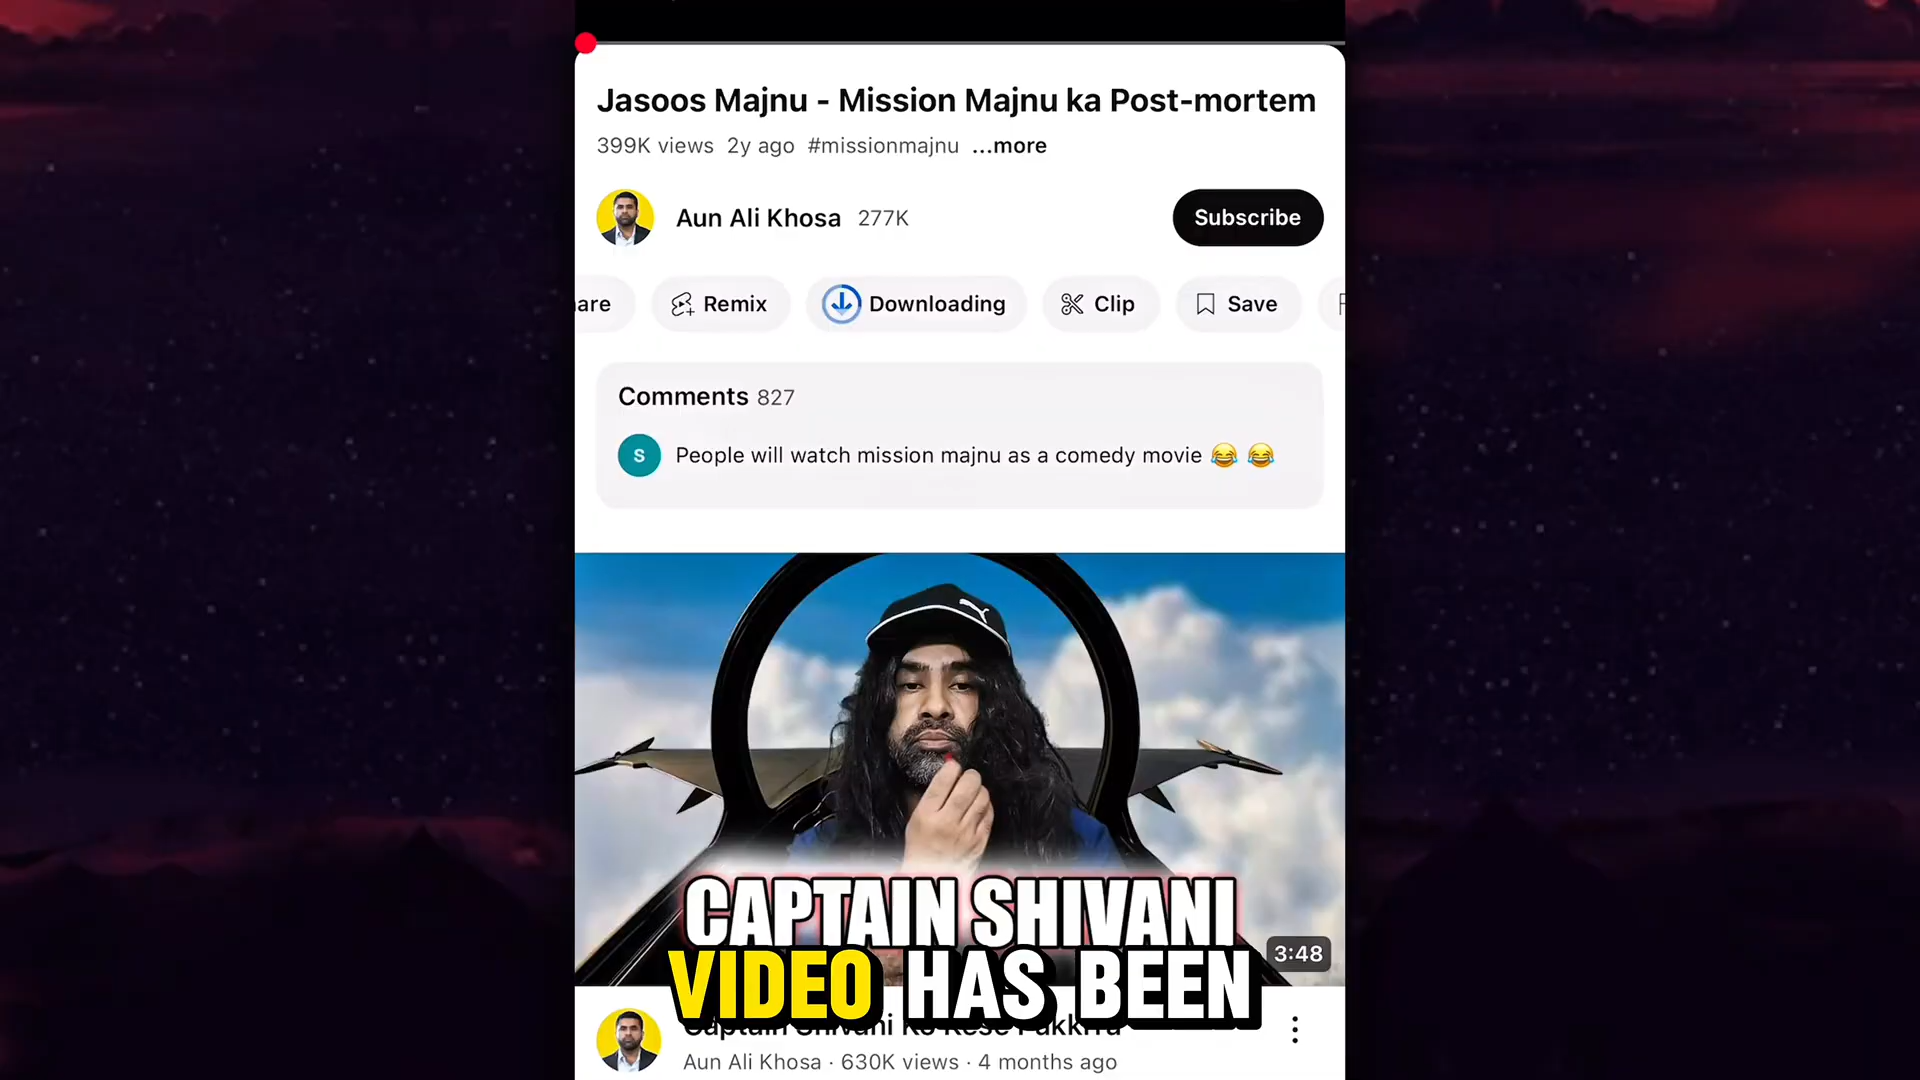 Jasoos Majnu - Mission Majnu ka Post-mortem
399K views 2y ago #missionmajnu ...more
Aun Ali Khosa 277K
Subscribe
are Remix Downloading Clip Save
Comments 827
S People will watch mission majnu as a comedy movie 😂 😂
CAPTAIN SHIVANI
3:48
VIDEO HAS BEEN
Captain Shivani
Aun Ali Khosa · 630K views · 4 months ago